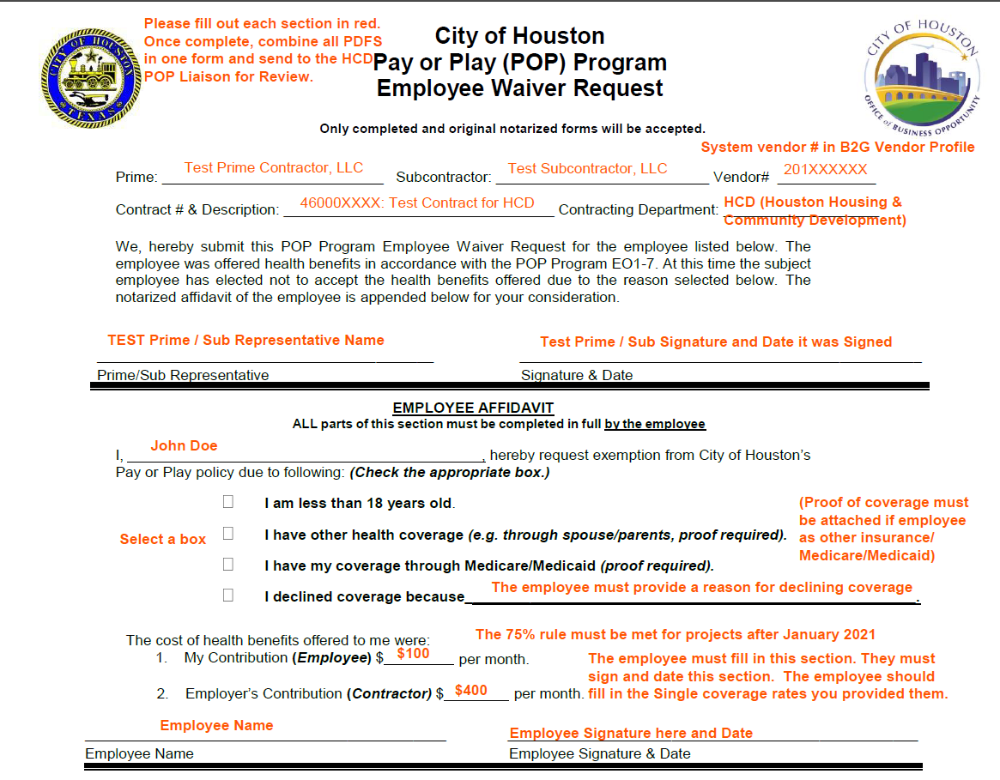 Please fill out each section in red.
Once complete, combine all PDFS
in one form and send to the HCD
POP Liaison for Review.
CITY OF HOUSTON
TEXAS
City of Houston
Pay or Play (POP) Program
Employee Waiver Request
CITY OF HOUSTON
OFFICE of BUSINESS OPPORTUNITY
Only completed and original notarized forms will be accepted.
System vendor # in B2G Vendor Profile
Prime: Test Prime Contractor, LLC Subcontractor: Test Subcontractor, LLC Vendor# 201XXXXXX
Contract # & Description: 46000XXXX: Test Contract for HCD Contracting Department: HCD (Houston Housing &
Community Development)
We, hereby submit this POP Program Employee Waiver Request for the employee listed below. The
employee was offered health benefits in accordance with the POP Program EO1-7. At this time the subject
employee has elected not to accept the health benefits offered due to the reason selected below. The
notarized affidavit of the employee is appended below for your consideration.
TEST Prime / Sub Representative Name Test Prime / Sub Signature and Date it was Signed
Prime/Sub Representative Signature & Date
EMPLOYEE AFFIDAVIT
ALL parts of this section must be completed in full by the employee
I, John Doe, hereby request exemption from City of Houston's
Pay or Play policy due to following: (Check the appropriate box.)
I am less than 18 years old.
Select a box
I have other health coverage (e.g. through spouse/parents, proof required).
(Proof of coverage must
be attached if employee
as other insurance/
Medicare/Medicaid)
I have my coverage through Medicare/Medicaid (proof required).
I declined coverage because The employee must provide a reason for declining coverage.
The cost of health benefits offered to me were: The 75% rule must be met for projects after January 2021
1. My Contribution (Employee) $ $100 per month.
2. Employer's Contribution (Contractor) $ $400 per month.
The employee must fill in this section. They must
sign and date this section. The employee should
fill in the Single coverage rates you provided them.
Employee Name Employee Signature here and Date
Employee Name Employee Signature & Date